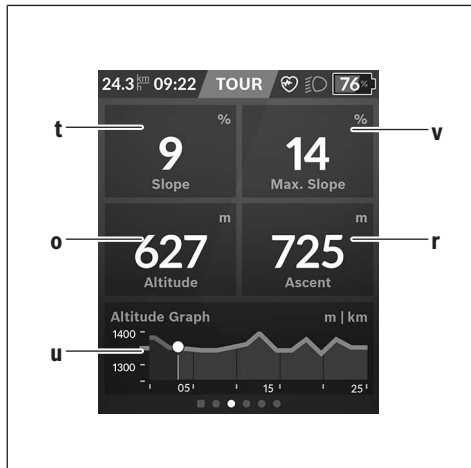 24.3 km/h 09:22 TOUR 76%
t
%
9
Slope
%
14
Max. Slope
v
o
m
627
Altitude
m
725
Ascent
r
Altitude Graph m | km
u
1400
1300
05 15 25